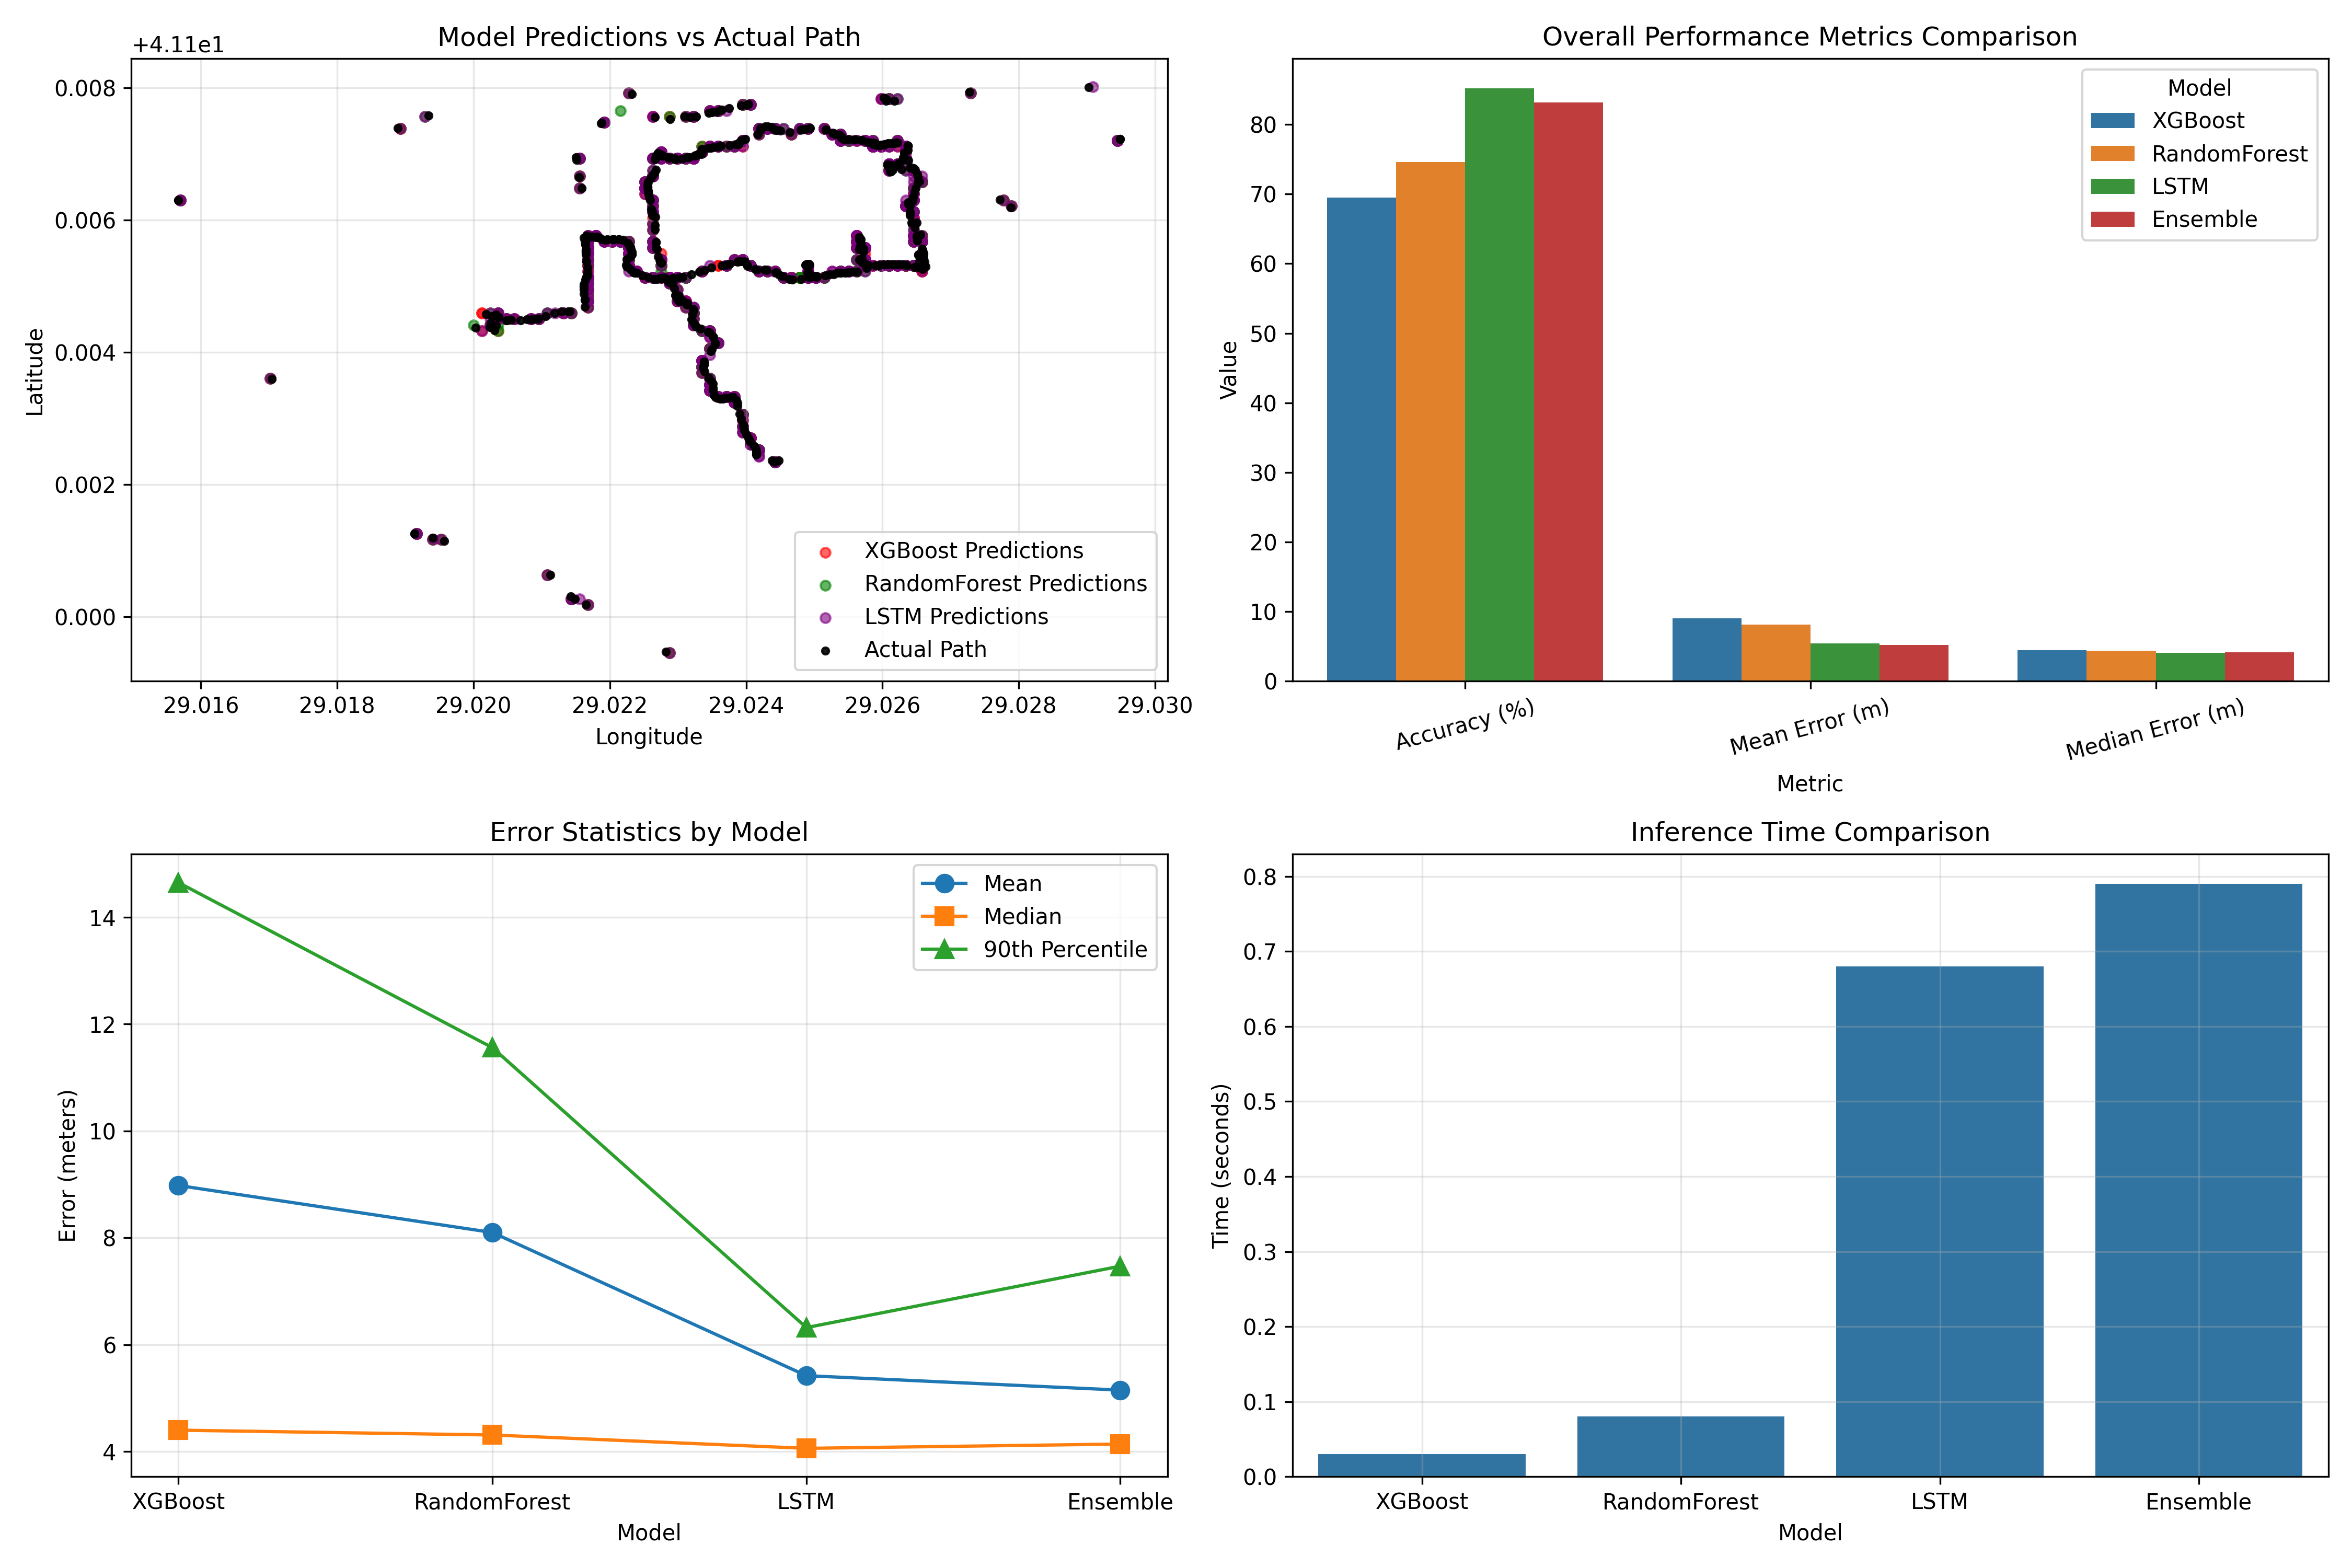 Model Predictions vs Actual Path
+4.11e1
0.008
0.006
0.004
0.002
0.000
Latitude
29.016 29.018 29.020 29.022 29.024 29.026 29.028 29.030
Longitude
XGBoost Predictions
RandomForest Predictions
LSTM Predictions
Actual Path
Overall Performance Metrics Comparison
80
70
60
50
40
30
20
10
0
Value
Accuracy (%) Mean Error (m) Median Error (m)
Metric
Model
XGBoost
RandomForest
LSTM
Ensemble
Error Statistics by Model
14
12
10
8
6
4
Error (meters)
XGBoost RandomForest LSTM Ensemble
Model
Mean
Median
90th Percentile
Inference Time Comparison
0.8
0.7
0.6
0.5
0.4
0.3
0.2
0.1
0.0
Time (seconds)
XGBoost RandomForest LSTM Ensemble
Model